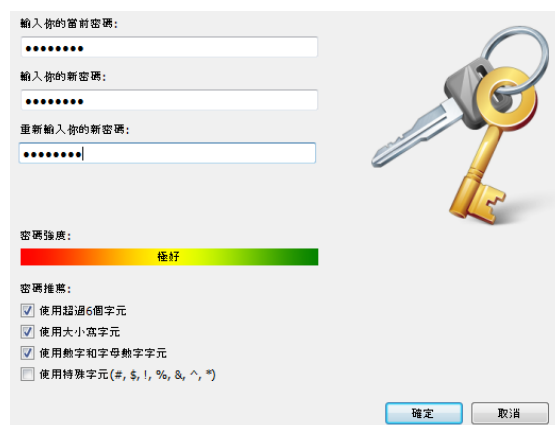 輸入你的當前密碼:
●●●●●●●●
輸入你的新密碼:
●●●●●●●●
重新輸入你的新密碼:
●●●●●●●●
密碼強度:
極好
密碼推薦:
使用超過6個字元
使用大小寫字元
使用數字和字母數字字元
使用特殊字元(#, $, !, %, &, ^, *)
確定
取消